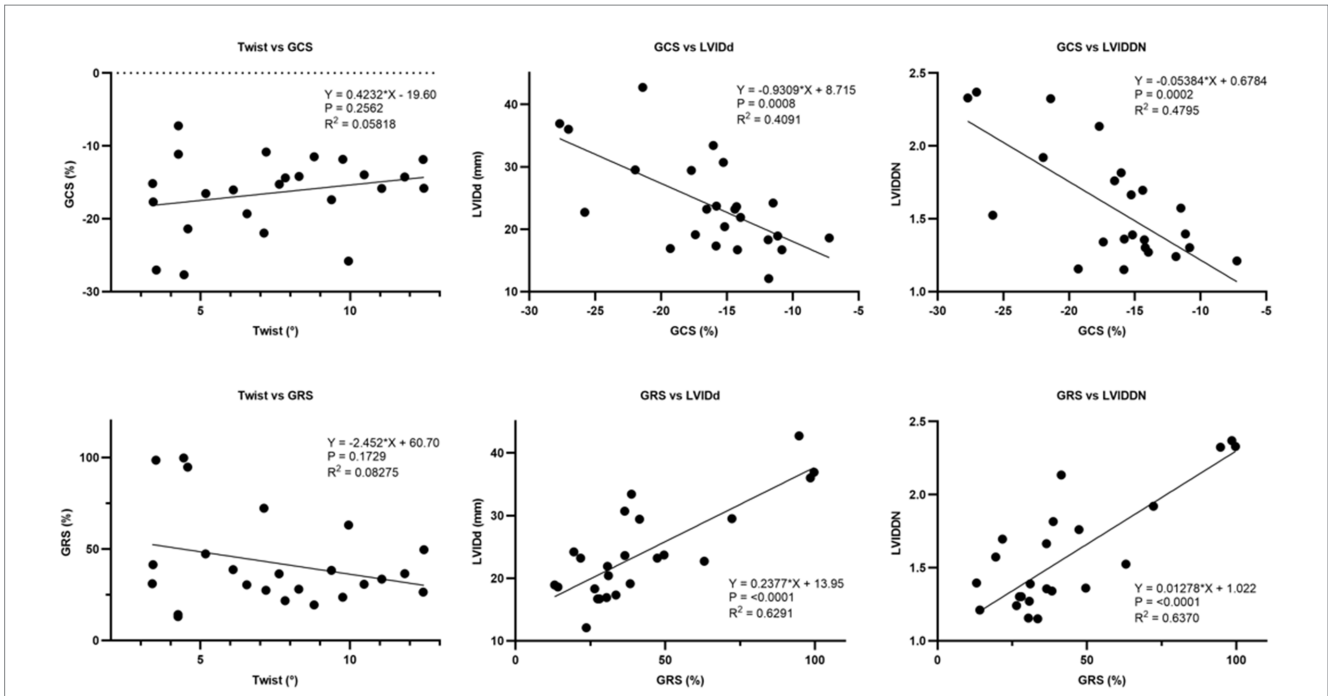 Twist vs GCS
Y = 0.4232*X - 19.60
P = 0.2562
R² = 0.05818
0
-10
-20
-30
GCS (%)
5
10
Twist (°)
GCS vs LVIDd
Y = -0.9309*X + 8.715
P = 0.0008
R² = 0.4091
40
30
20
10
LVIDd (mm)
-30
-25
-20
-15
-10
-5
GCS (%)
GCS vs LVIDDN
Y = -0.05384*X + 0.6784
P = 0.0002
R² = 0.4795
2.5
2.0
1.5
1.0
LVIDDN
-30
-25
-20
-15
-10
-5
GCS (%)
Twist vs GRS
Y = -2.452*X + 60.70
P = 0.1729
R² = 0.08275
100
50
0
GRS (%)
5
10
Twist (°)
GRS vs LVIDd
40
30
20
10
LVIDd (mm)
Y = 0.2377*X + 13.95
P = <0.0001
R² = 0.6291
0
50
100
GRS (%)
GRS vs LVIDDN
2.5
2.0
1.5
1.0
LVIDDN
Y = 0.01278*X + 1.022
P = <0.0001
R² = 0.6370
0
50
100
GRS (%)